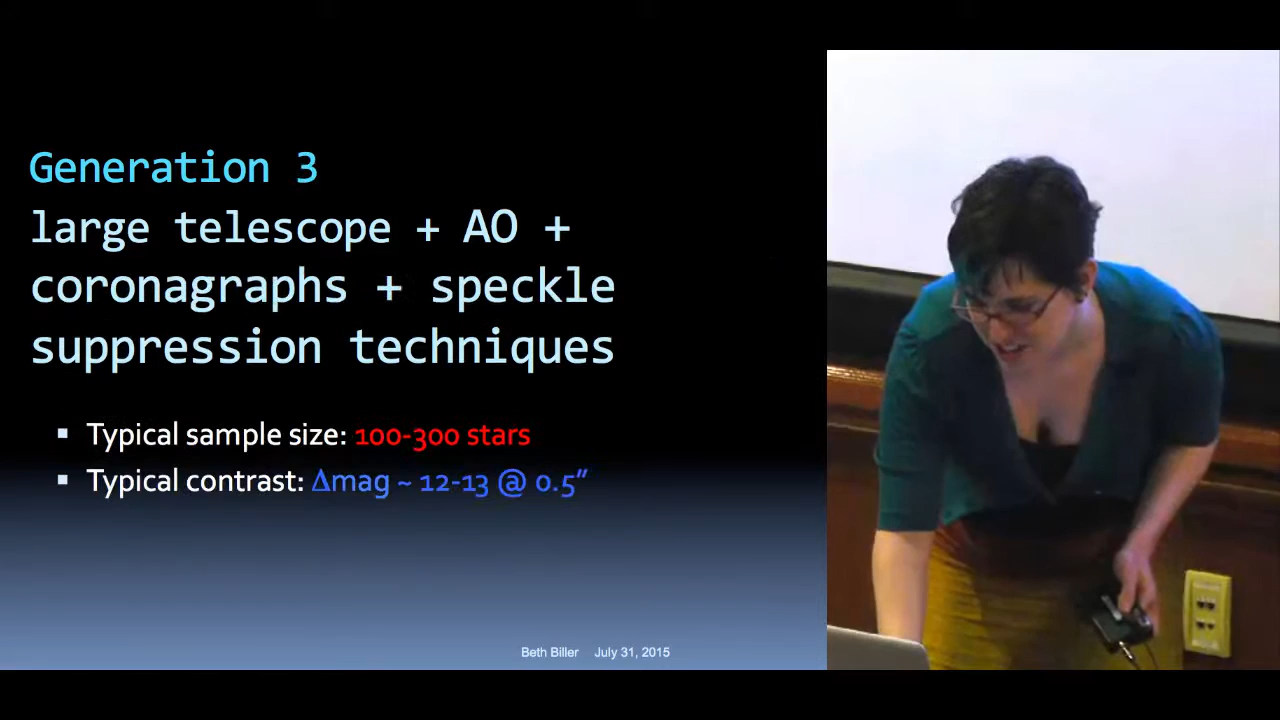 Generation 3
large telescope + AO +
coronagraphs + speckle
suppression techniques
▪ Typical sample size: 100-300 stars
▪ Typical contrast: Δmag ~ 12-13 @ 0.5”
Beth Biller July 31, 2015